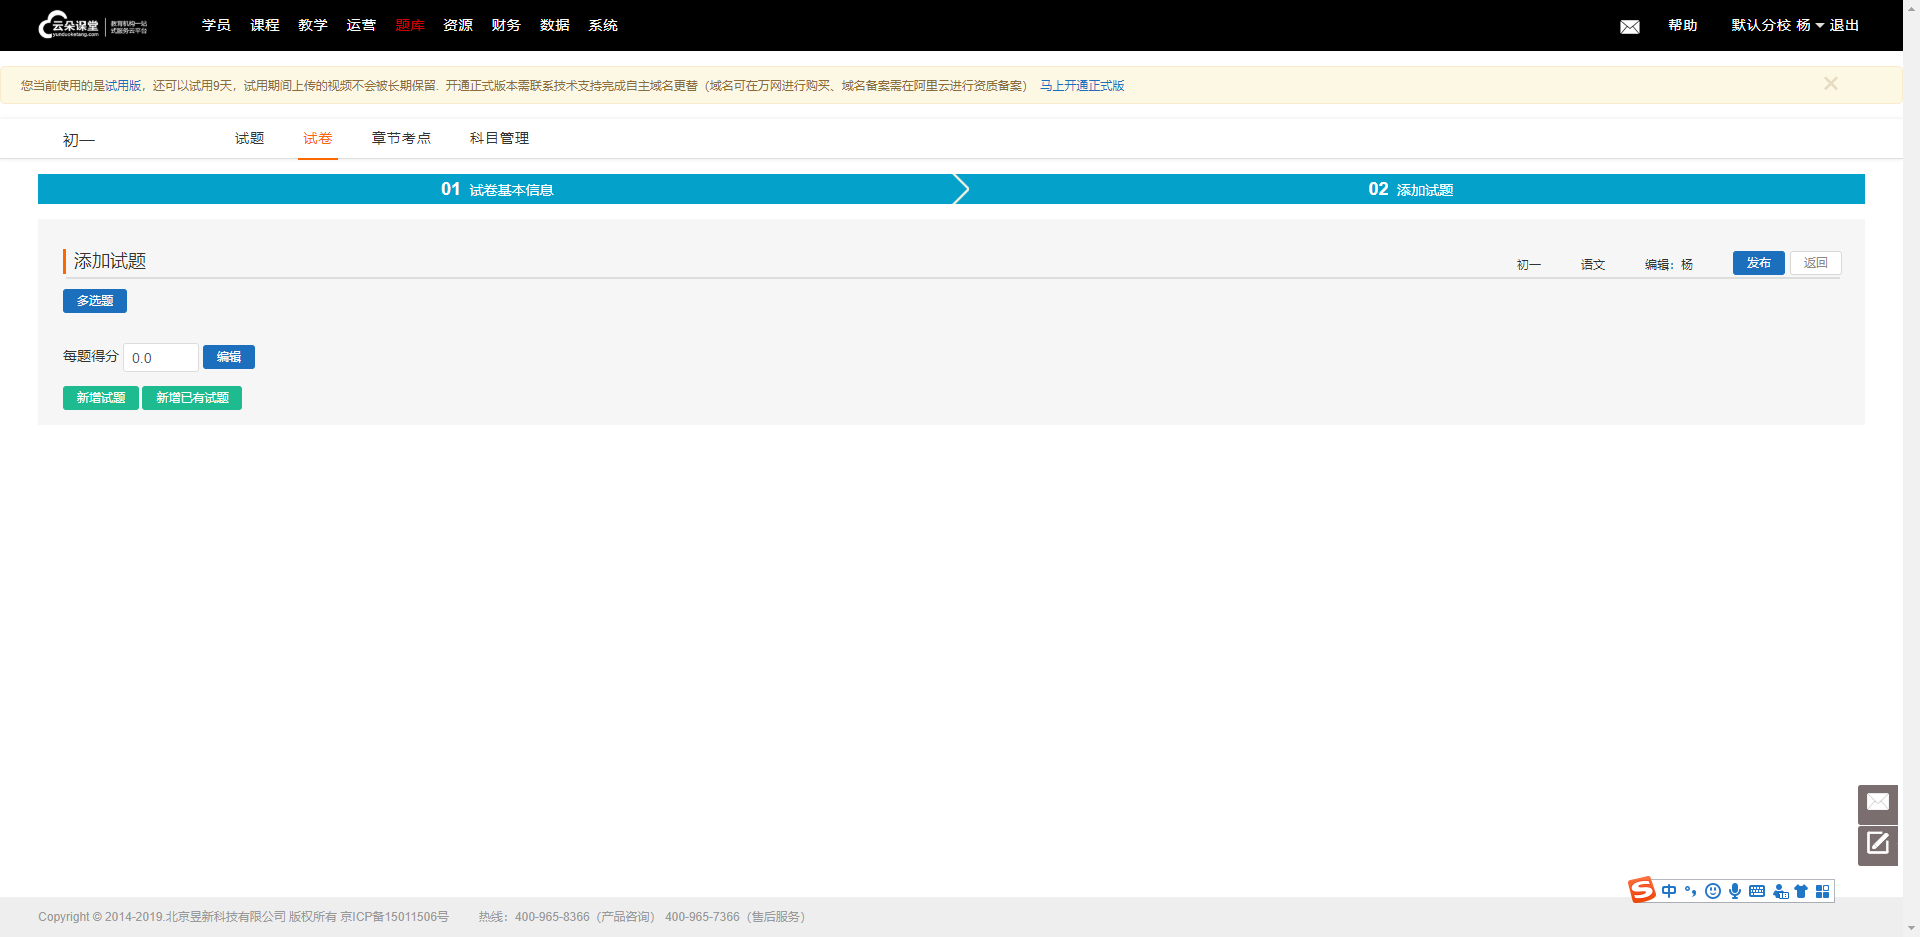 云朵课堂 教育机构一站
yunduoketang.com 式服务云平台
学员 课程 教学 运营 题库 资源 财务 数据 系统 帮助 默认分校 杨 退出
您当前使用的是试用版，还可以试用9天，试用期间上传的视频不会被长期保留. 开通正式版本需联系技术支持完成自主域名更替（域名可在万网进行购买、域名备案需在阿里云进行资质备案） 马上开通正式版
初一 试题 试卷 章节考点 科目管理
01 试卷基本信息 02 添加试题
添加试题 初一 语文 编辑：杨 发布 返回
多选题
每题得分 0.0 编辑
新增试题 新增已有试题
中
Copyright © 2014-2019.北京昱新科技有限公司 版权所有 京ICP备15011506号 热线：400-965-8366（产品咨询） 400-965-7366（售后服务）